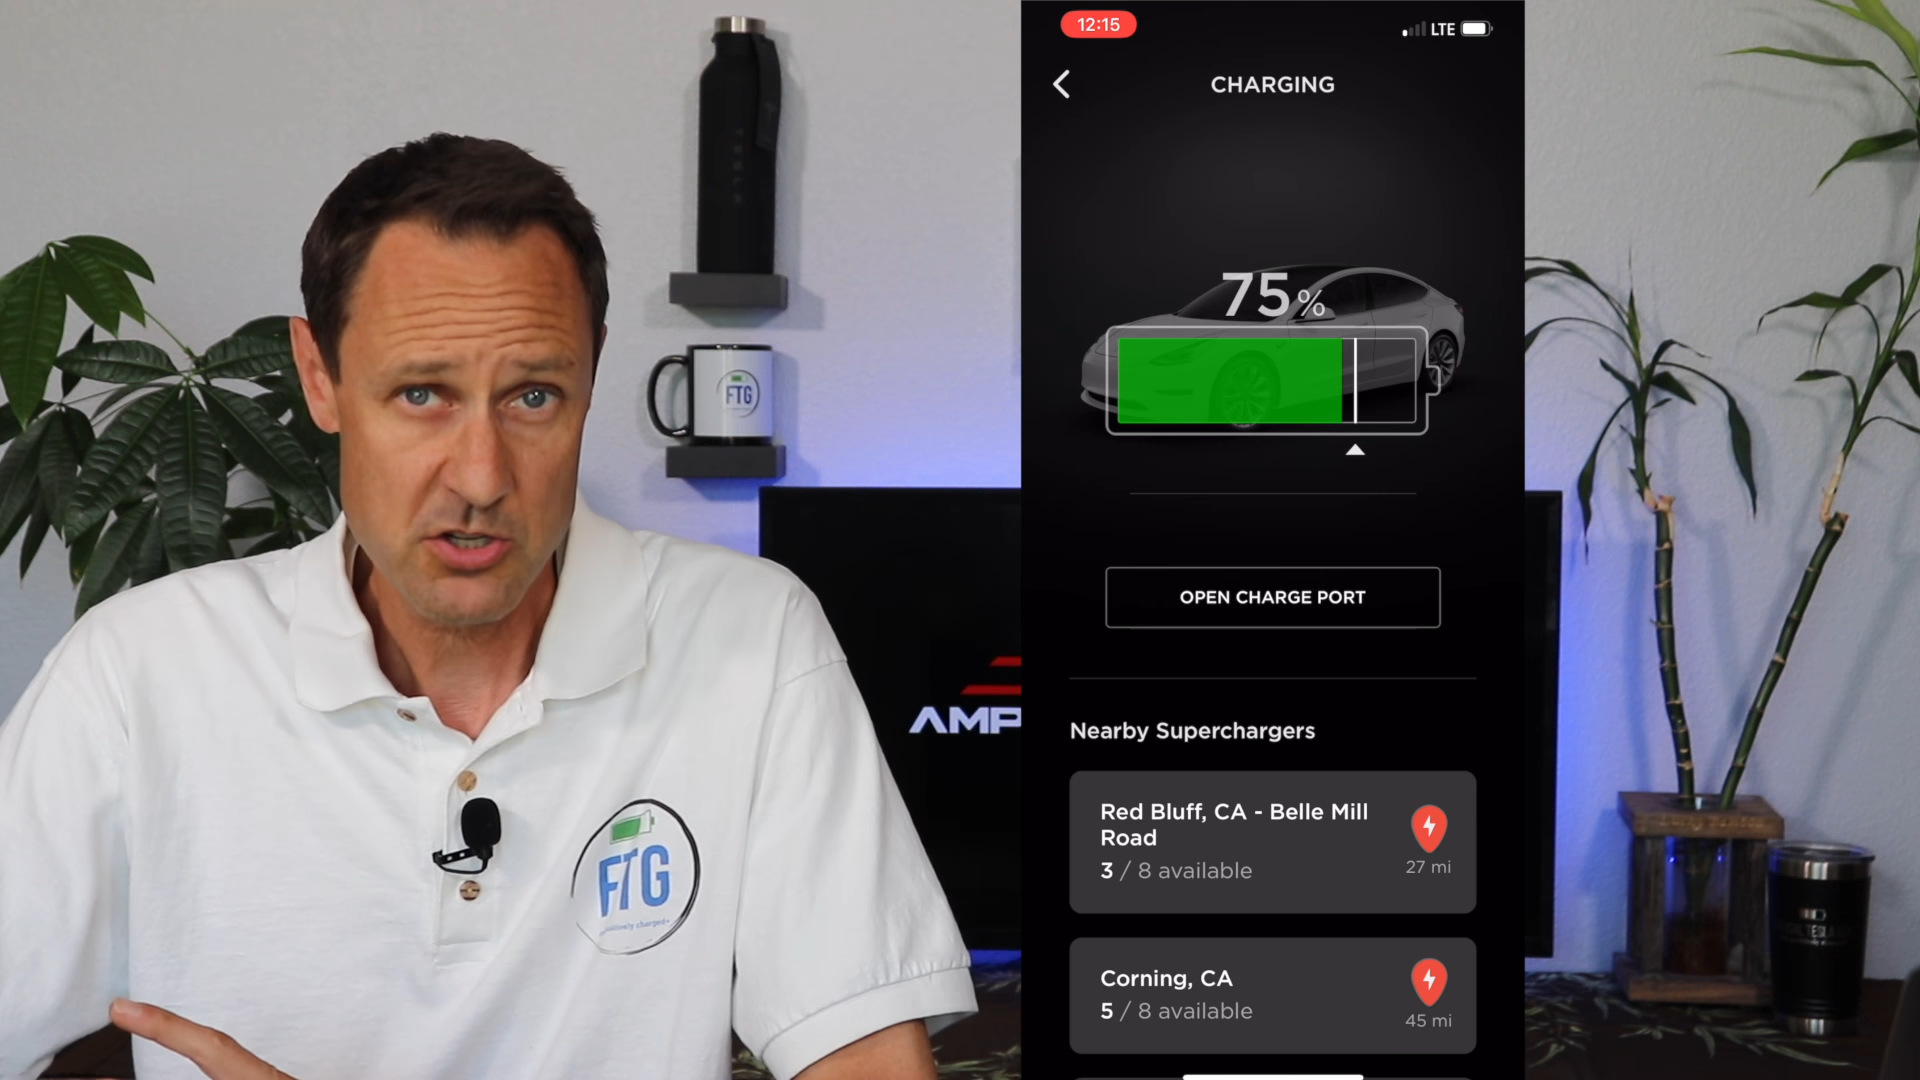 12:15
LTE
CHARGING
75%
OPEN CHARGE PORT
Nearby Superchargers
Red Bluff, CA - Belle Mill
Road
3 / 8 available
27 mi
Corning, CA
5 / 8 available
45 mi
TESLA
FTG
AMP
FTG